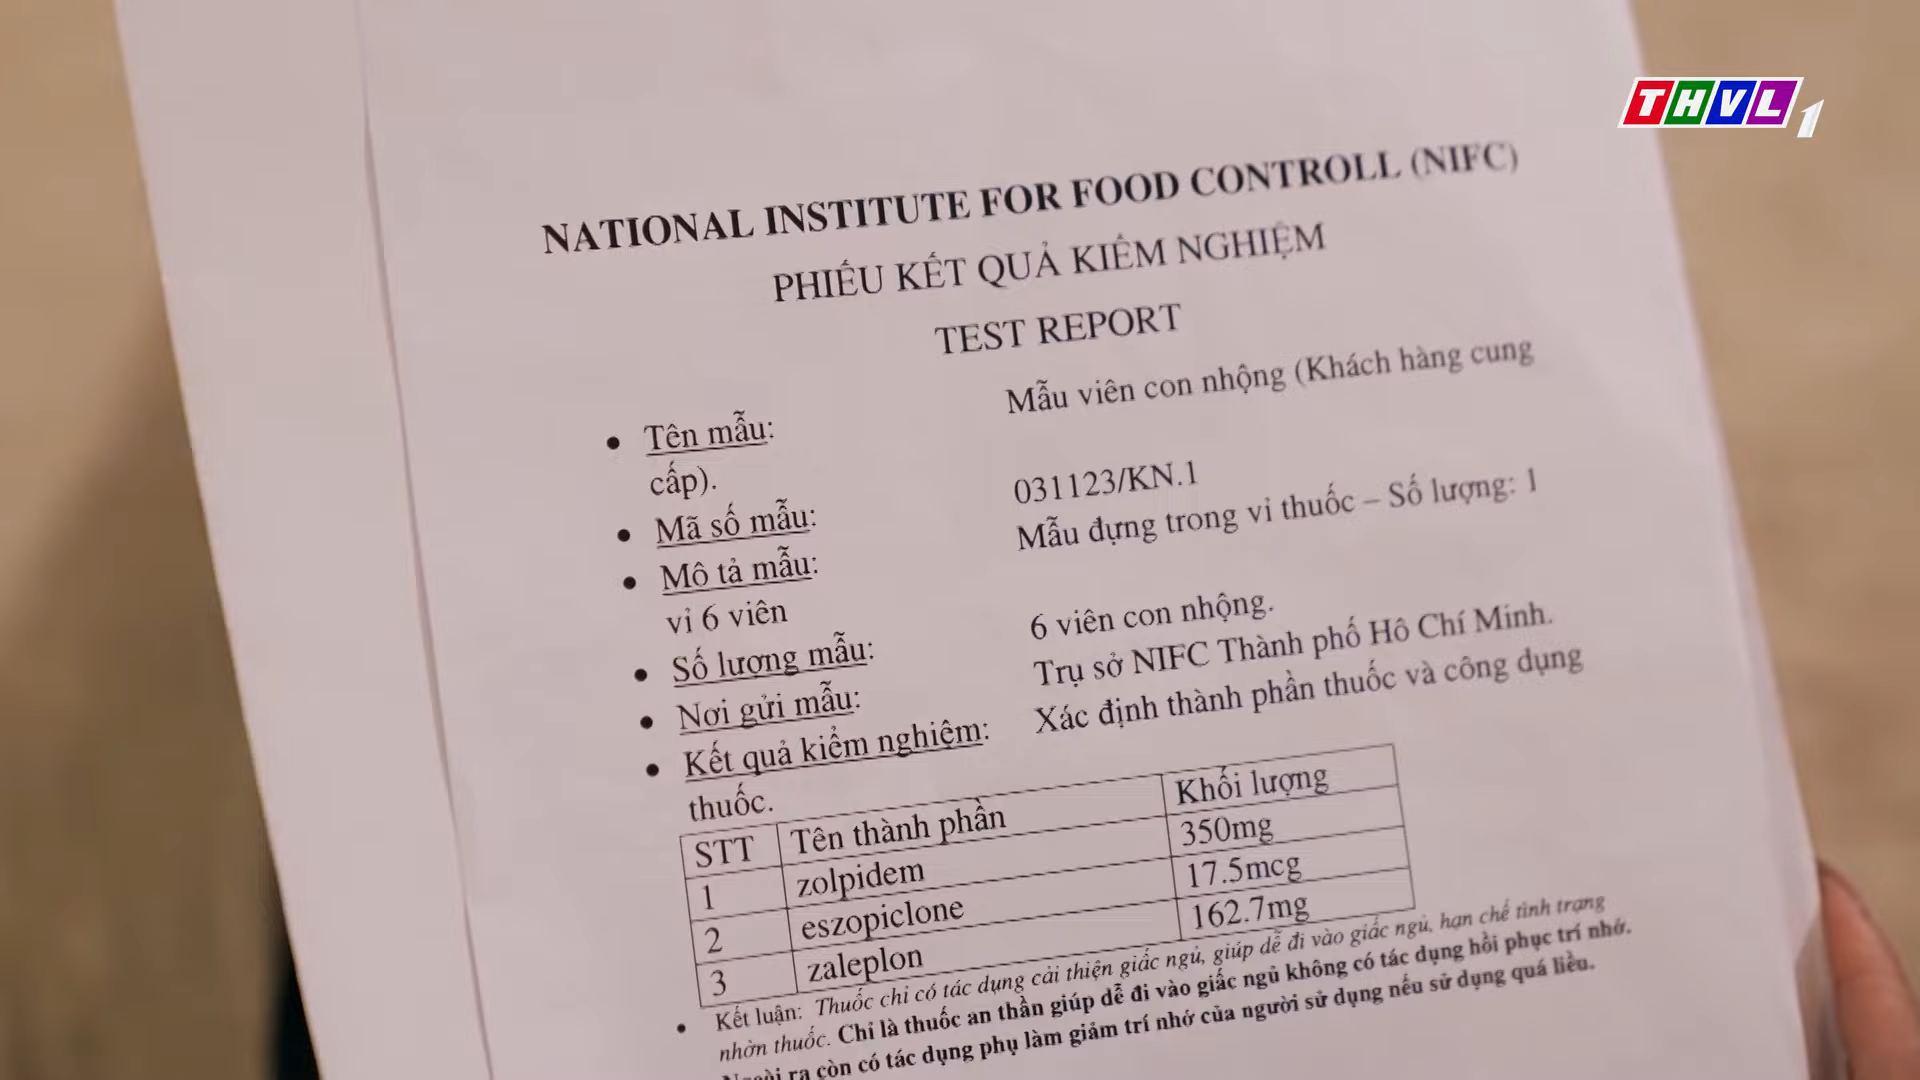 THVL1
NATIONAL INSTITUTE FOR FOOD CONTROLL (NIFC)
PHIẾU KẾT QUẢ KIỂM NGHIỆM
TEST REPORT
• Tên mẫu: Mẫu viên con nhộng (Khách hàng cung
cấp).
• Mã số mẫu: 031123/KN.1
• Mô tả mẫu: Mẫu đựng trong vỉ thuốc – Số lượng: 1
vỉ 6 viên
• Số lượng mẫu: 6 viên con nhộng.
• Nơi gửi mẫu: Trụ sở NIFC Thành phố Hồ Chí Minh.
• Kết quả kiểm nghiệm: Xác định thành phần thuốc và công dụng
thuốc.
STT Tên thành phần Khối lượng
1 zolpidem 350mg
2 eszopiclone 17.5mcg
3 zaleplon 162.7mg
• Kết luận: Thuốc chỉ có tác dụng cải thiện giấc ngủ, giúp dễ đi vào giấc ngủ, hạn chế tình trạng
nhờn thuốc. Chỉ là thuốc an thần giúp dễ đi vào giấc ngủ không có tác dụng hồi phục trí nhớ.
Ngoài ra còn có tác dụng phụ làm giảm trí nhớ của người sử dụng nếu sử dụng quá liều.